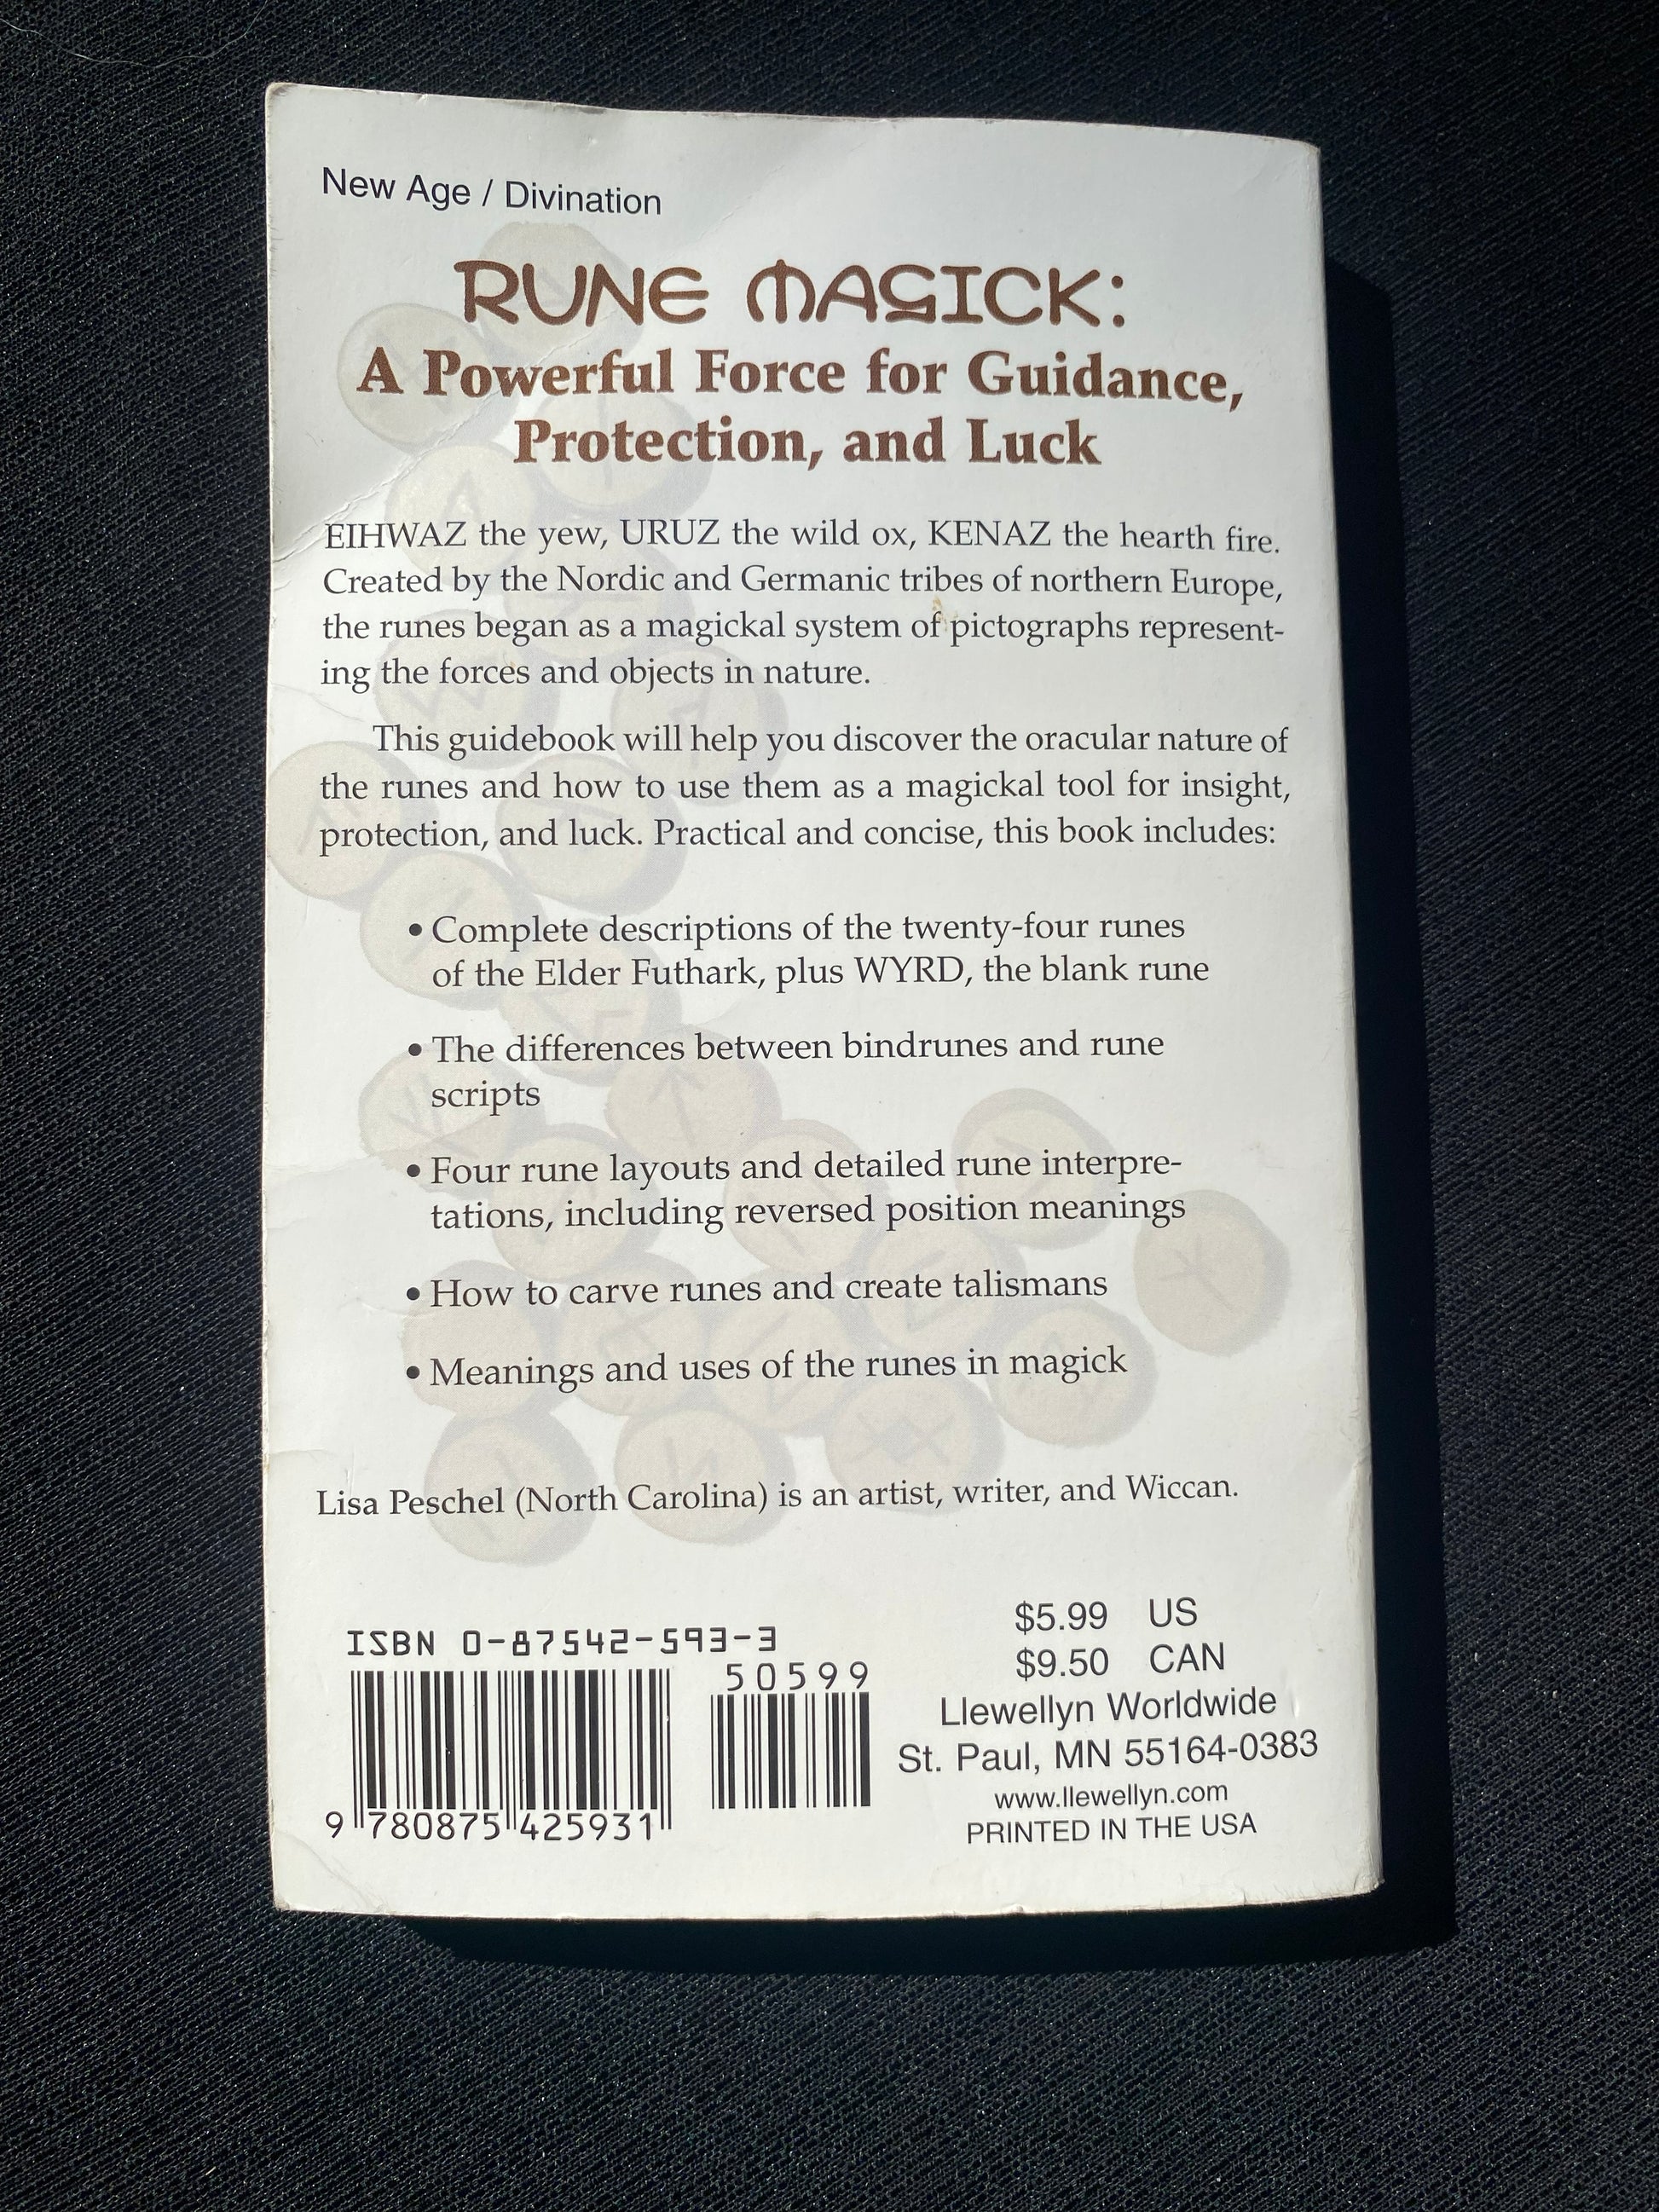 New Age / Divination
RUNE MAGICK:
A Powerful Force for Guidance,
Protection, and Luck
EIHWAZ the yew, URUZ the wild ox, KENAZ the hearth fire.
Created by the Nordic and Germanic tribes of northern Europe,
the runes began as a magickal system of pictographs represent-
ing the forces and objects in nature.
This guidebook will help you discover the oracular nature of
the runes and how to use them as a magickal tool for insight,
protection, and luck. Practical and concise, this book includes:
• Complete descriptions of the twenty-four runes
of the Elder Futhark, plus WYRD, the blank rune
• The differences between bindrunes and rune
scripts
• Four rune layouts and detailed rune interpre-
tations, including reversed position meanings
• How to carve runes and create talismans
• Meanings and uses of the runes in magick
Lisa Peschel (North Carolina) is an artist, writer, and Wiccan.
ISBN 0-87542-593-3
50599
9 780875 425931
$5.99 US
$9.50 CAN
Llewellyn Worldwide
St. Paul, MN 55164-0383
www.llewellyn.com
PRINTED IN THE USA